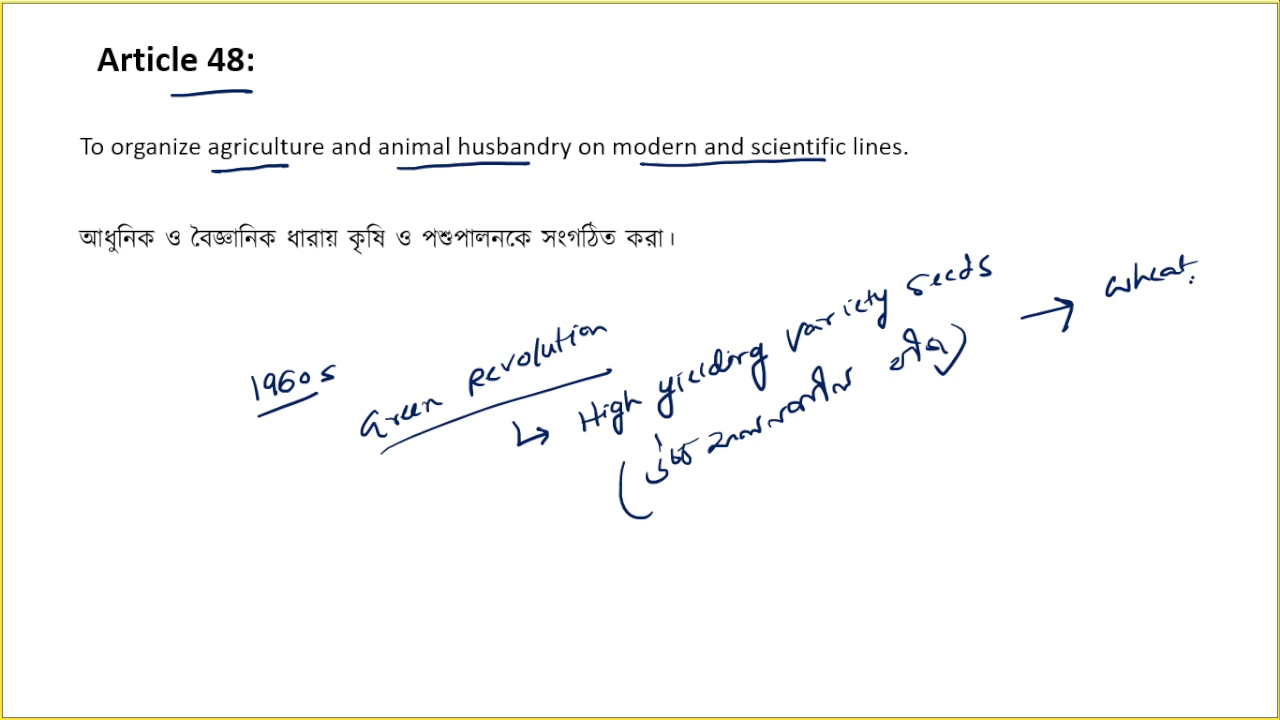 Article 48:
To organize agriculture and animal husbandry on modern and scientific lines.
আধুনিক ও বৈজ্ঞানিক ধারায় কৃষি ও পশুপালনকে সংগঠিত করা।
1960s Green Revolution
High yielding variety seeds → wheat
(উচ্চ ফলনশীল বীজ)